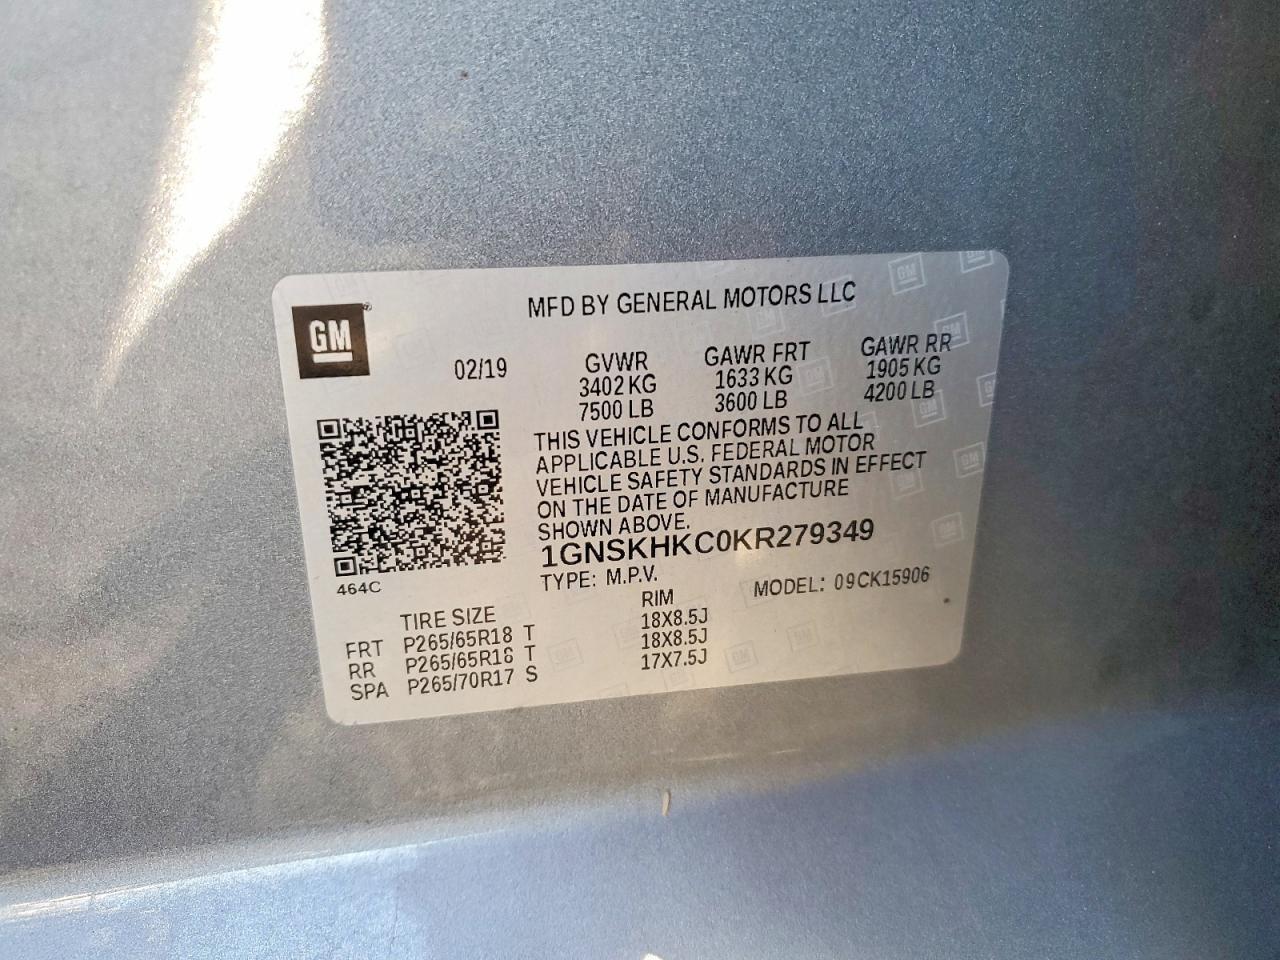 MFD BY GENERAL MOTORS LLC
GM
02/19
GVWR GAWR FRT GAWR RR
3402 KG 1633 KG 1905 KG
7500 LB 3600 LB 4200 LB
THIS VEHICLE CONFORMS TO ALL
APPLICABLE U.S. FEDERAL MOTOR
VEHICLE SAFETY STANDARDS IN EFFECT
ON THE DATE OF MANUFACTURE
SHOWN ABOVE.
1GNSKHKC0KR279349
464C
TYPE: M.P.V. MODEL: 09CK15906
TIRE SIZE RIM
FRT P265/65R18 T 18X8.5J
RR P265/65R18 T 18X8.5J
SPA P265/70R17 S 17X7.5J